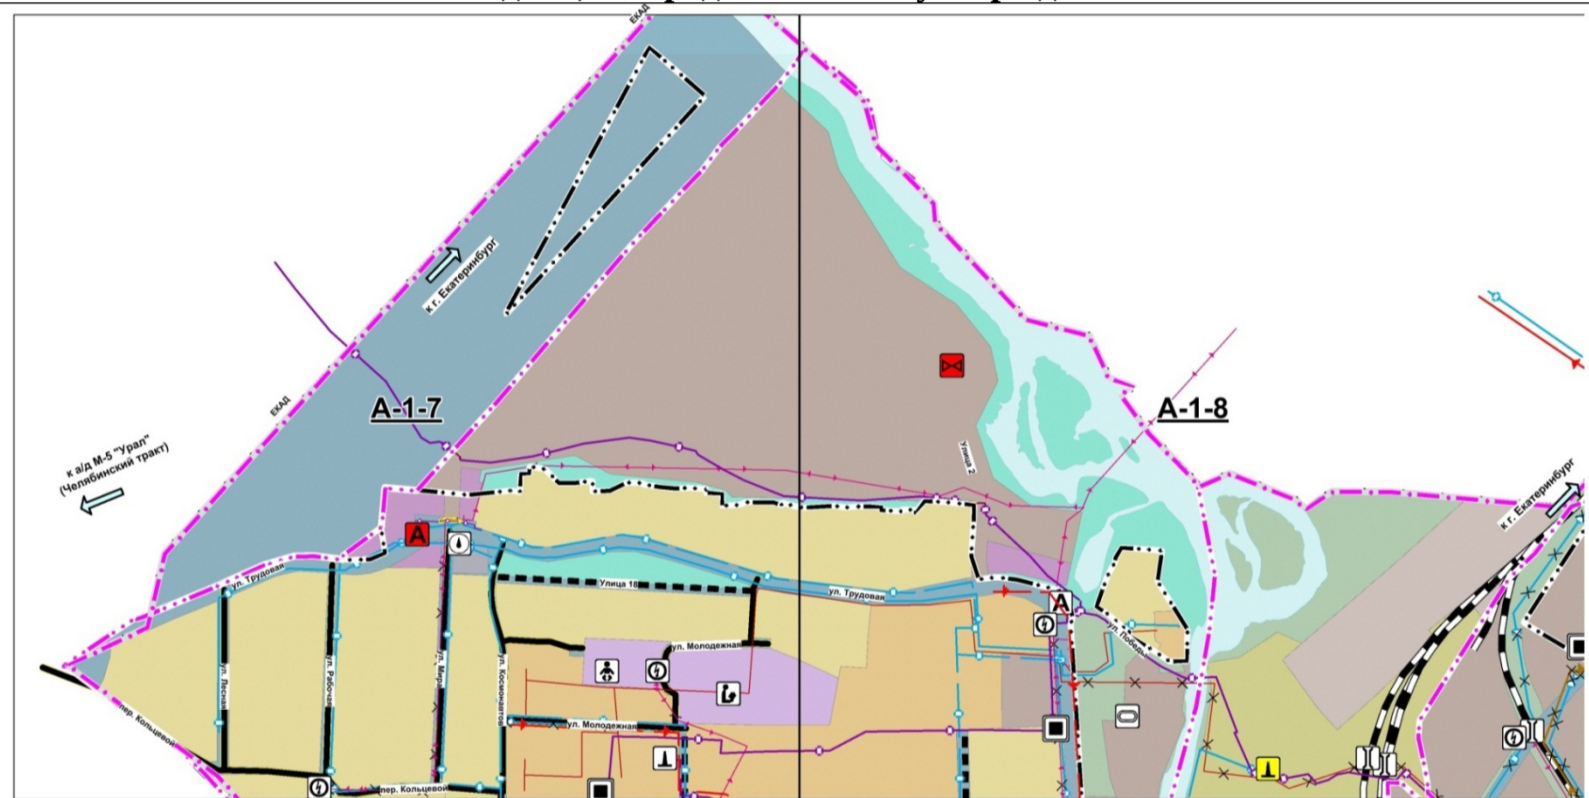 ЕКАД
к г. Екатеринбург
ЕКАД
А-1-7
А-1-8
к а/д М-5 "Урал"
(Челябинский тракт)
Улица 2
к г. Екатеринбург
А
ул. Трудовая
Улица 18
ул. Трудовая
А
ул. Победы
ул. Лесная
ул. Рабочая
ул. Мира
ул. Космонавтов
ул. Молодежная
пер. Кольцевой
ул. Молодежная
пер. Кольцевой